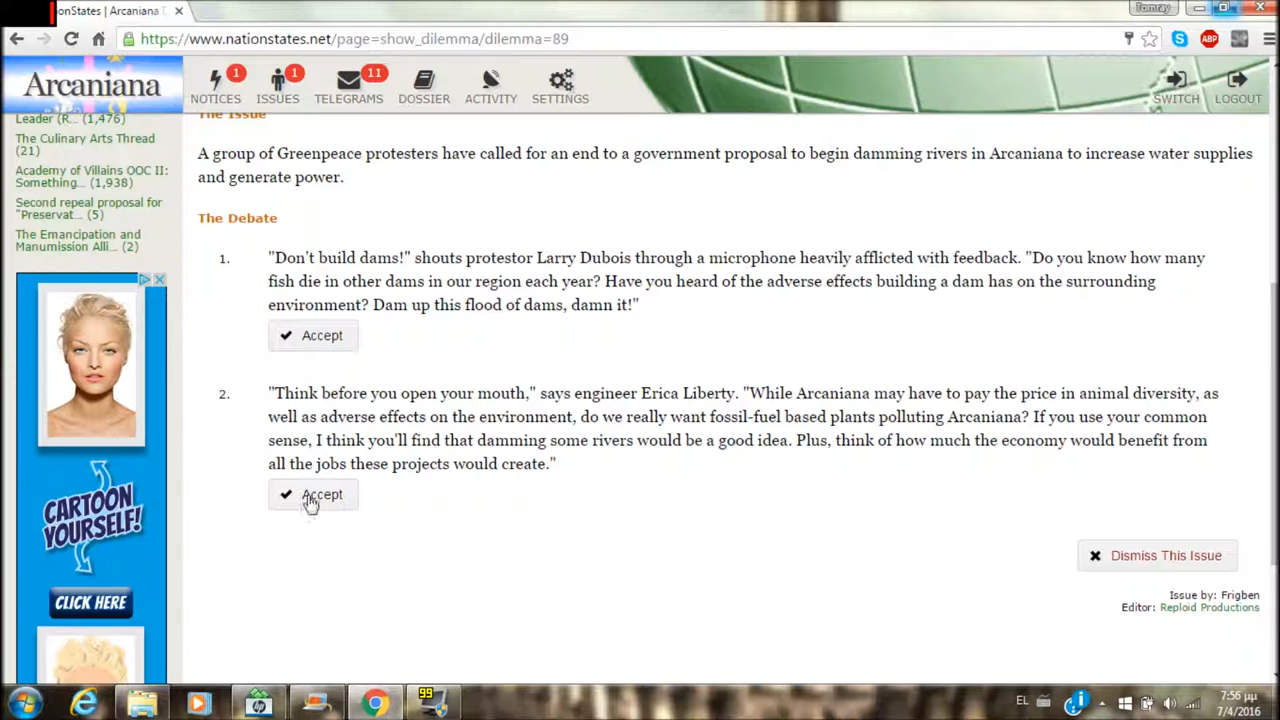 onStates | Arcaniana
Tomray
https://www.nationstates.net/page=show_dilemma/dilemma=89
ABP
Arcaniana
1
1
11
NOTICES
ISSUES
TELEGRAMS
DOSSIER
ACTIVITY
SETTINGS
SWITCH
LOGOUT
Leader (R... (1,476)
The Culinary Arts Thread
(21)
Academy of Villains OOC II:
Something... (1,938)
Second repeal proposal for
"Preservat... (5)
The Emancipation and
Manumission Alli... (2)
CARTOON
YOURSELF!
CLICK HERE
The Issue
A group of Greenpeace protesters have called for an end to a government proposal to begin damming rivers in Arcaniana to increase water supplies
and generate power.
The Debate
1.
"Don't build dams!" shouts protestor Larry Dubois through a microphone heavily afflicted with feedback. "Do you know how many
fish die in other dams in our region each year? Have you heard of the adverse effects building a dam has on the surrounding
environment? Dam up this flood of dams, damn it!"
Accept
2.
"Think before you open your mouth," says engineer Erica Liberty. "While Arcaniana may have to pay the price in animal diversity, as
well as adverse effects on the environment, do we really want fossil-fuel based plants polluting Arcaniana? If you use your common
sense, I think you'll find that damming some rivers would be a good idea. Plus, think of how much the economy would benefit from
all the jobs these projects would create."
Accept
Dismiss This Issue
Issue by: Frigben
Editor: Reploid Productions
99
EL
7:56 μμ
7/4/2016